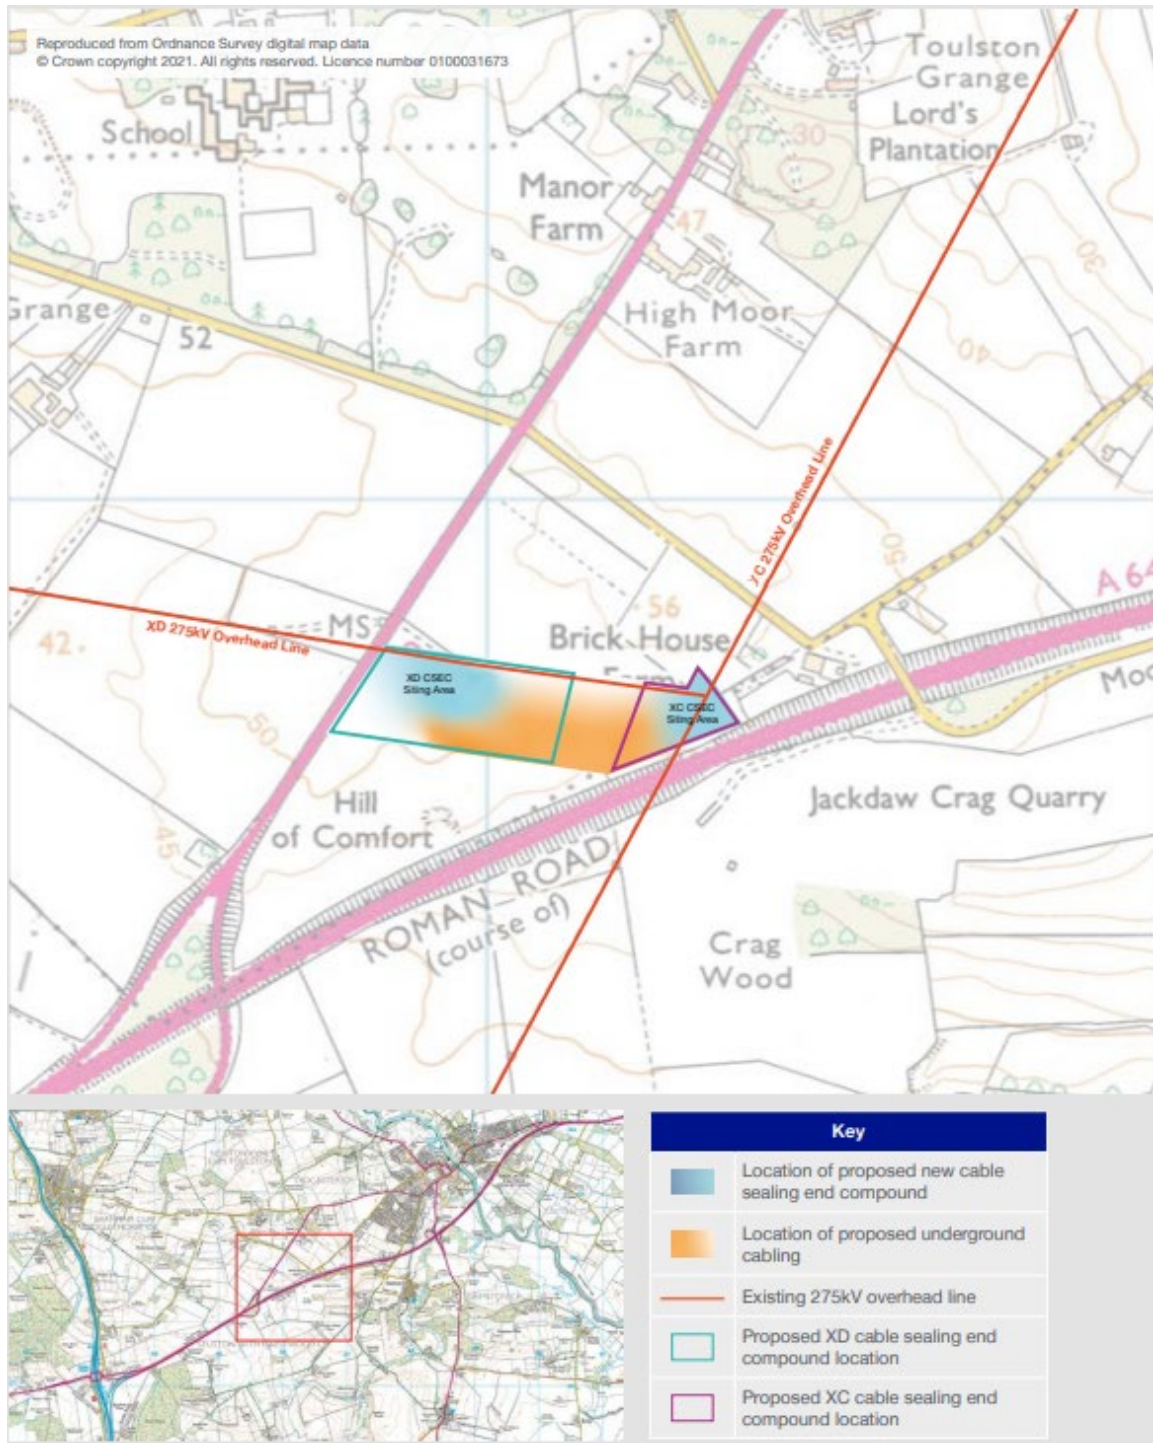 Reproduced from Ordnance Survey digital map data
© Crown copyright 2021. All rights reserved. Licence number 0100031673
Toulston
Grange
Lord's
Plantation
School
30
Manor
Farm
47
30
High Moor
Farm
Grange
52
40
XC 275kV Overhead Line
50
A 64
56
MS
Brick House
Farm
42
XD 275kV Overhead Line
XD CSEC
Siting Area
XC CSEC
Siting Area
50
Hill
of Comfort
45
Jackdaw Crag Quarry
ROMAN ROAD
(course of)
Crag
Wood
Key
Location of proposed new cable
sealing end compound
Location of proposed underground
cabling
Existing 275kV overhead line
Proposed XD cable sealing end
compound location
Proposed XC cable sealing end
compound location